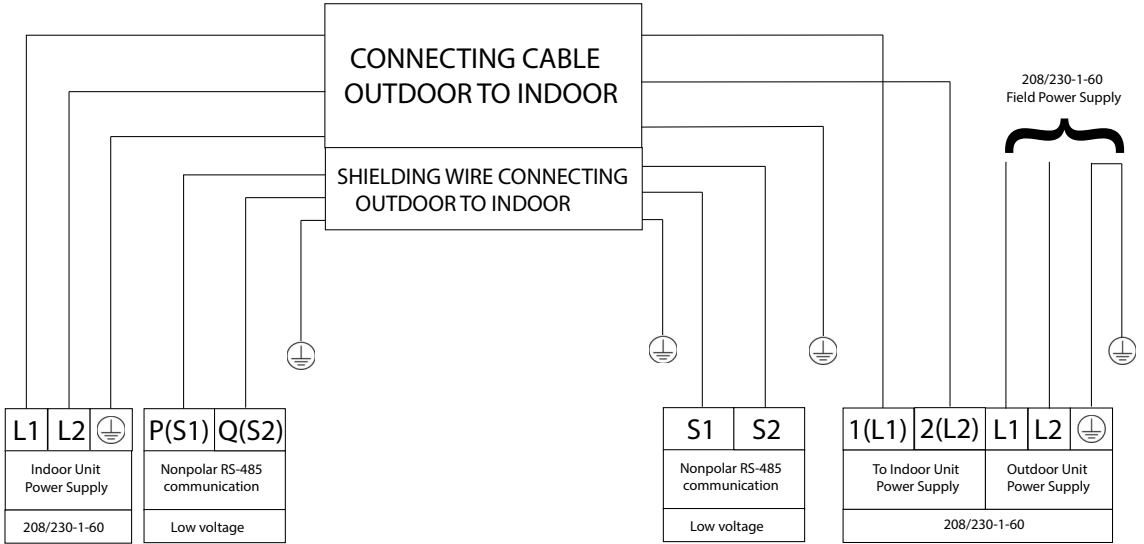 CONNECTING CABLE
OUTDOOR TO INDOOR
SHIELDING WIRE CONNECTING
OUTDOOR TO INDOOR
208/230-1-60
Field Power Supply
L1 L2
Indoor Unit
Power Supply
208/230-1-60
P(S1) Q(S2)
Nonpolar RS-485
communication
Low voltage
S1 S2
Nonpolar RS-485
communication
Low voltage
1(L1) 2(L2) L1 L2
To Indoor Unit
Power Supply
Outdoor Unit
Power Supply
208/230-1-60